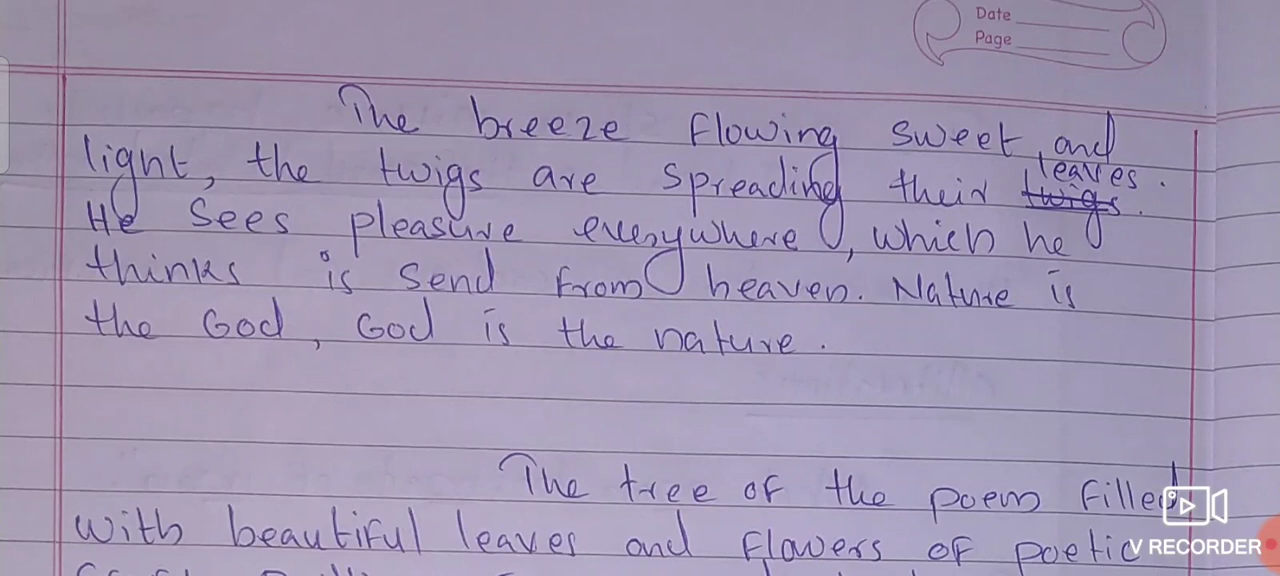 Date
Page
The breeze flowing sweet and
light, the twigs are spreading their twigs leaves.
He sees pleasure everywhere, which he
thinks is send from heaven. Nature is
the God, God is the nature.
The tree of the poem filled
with beautiful leaves and flowers of poetic
V RECORDER